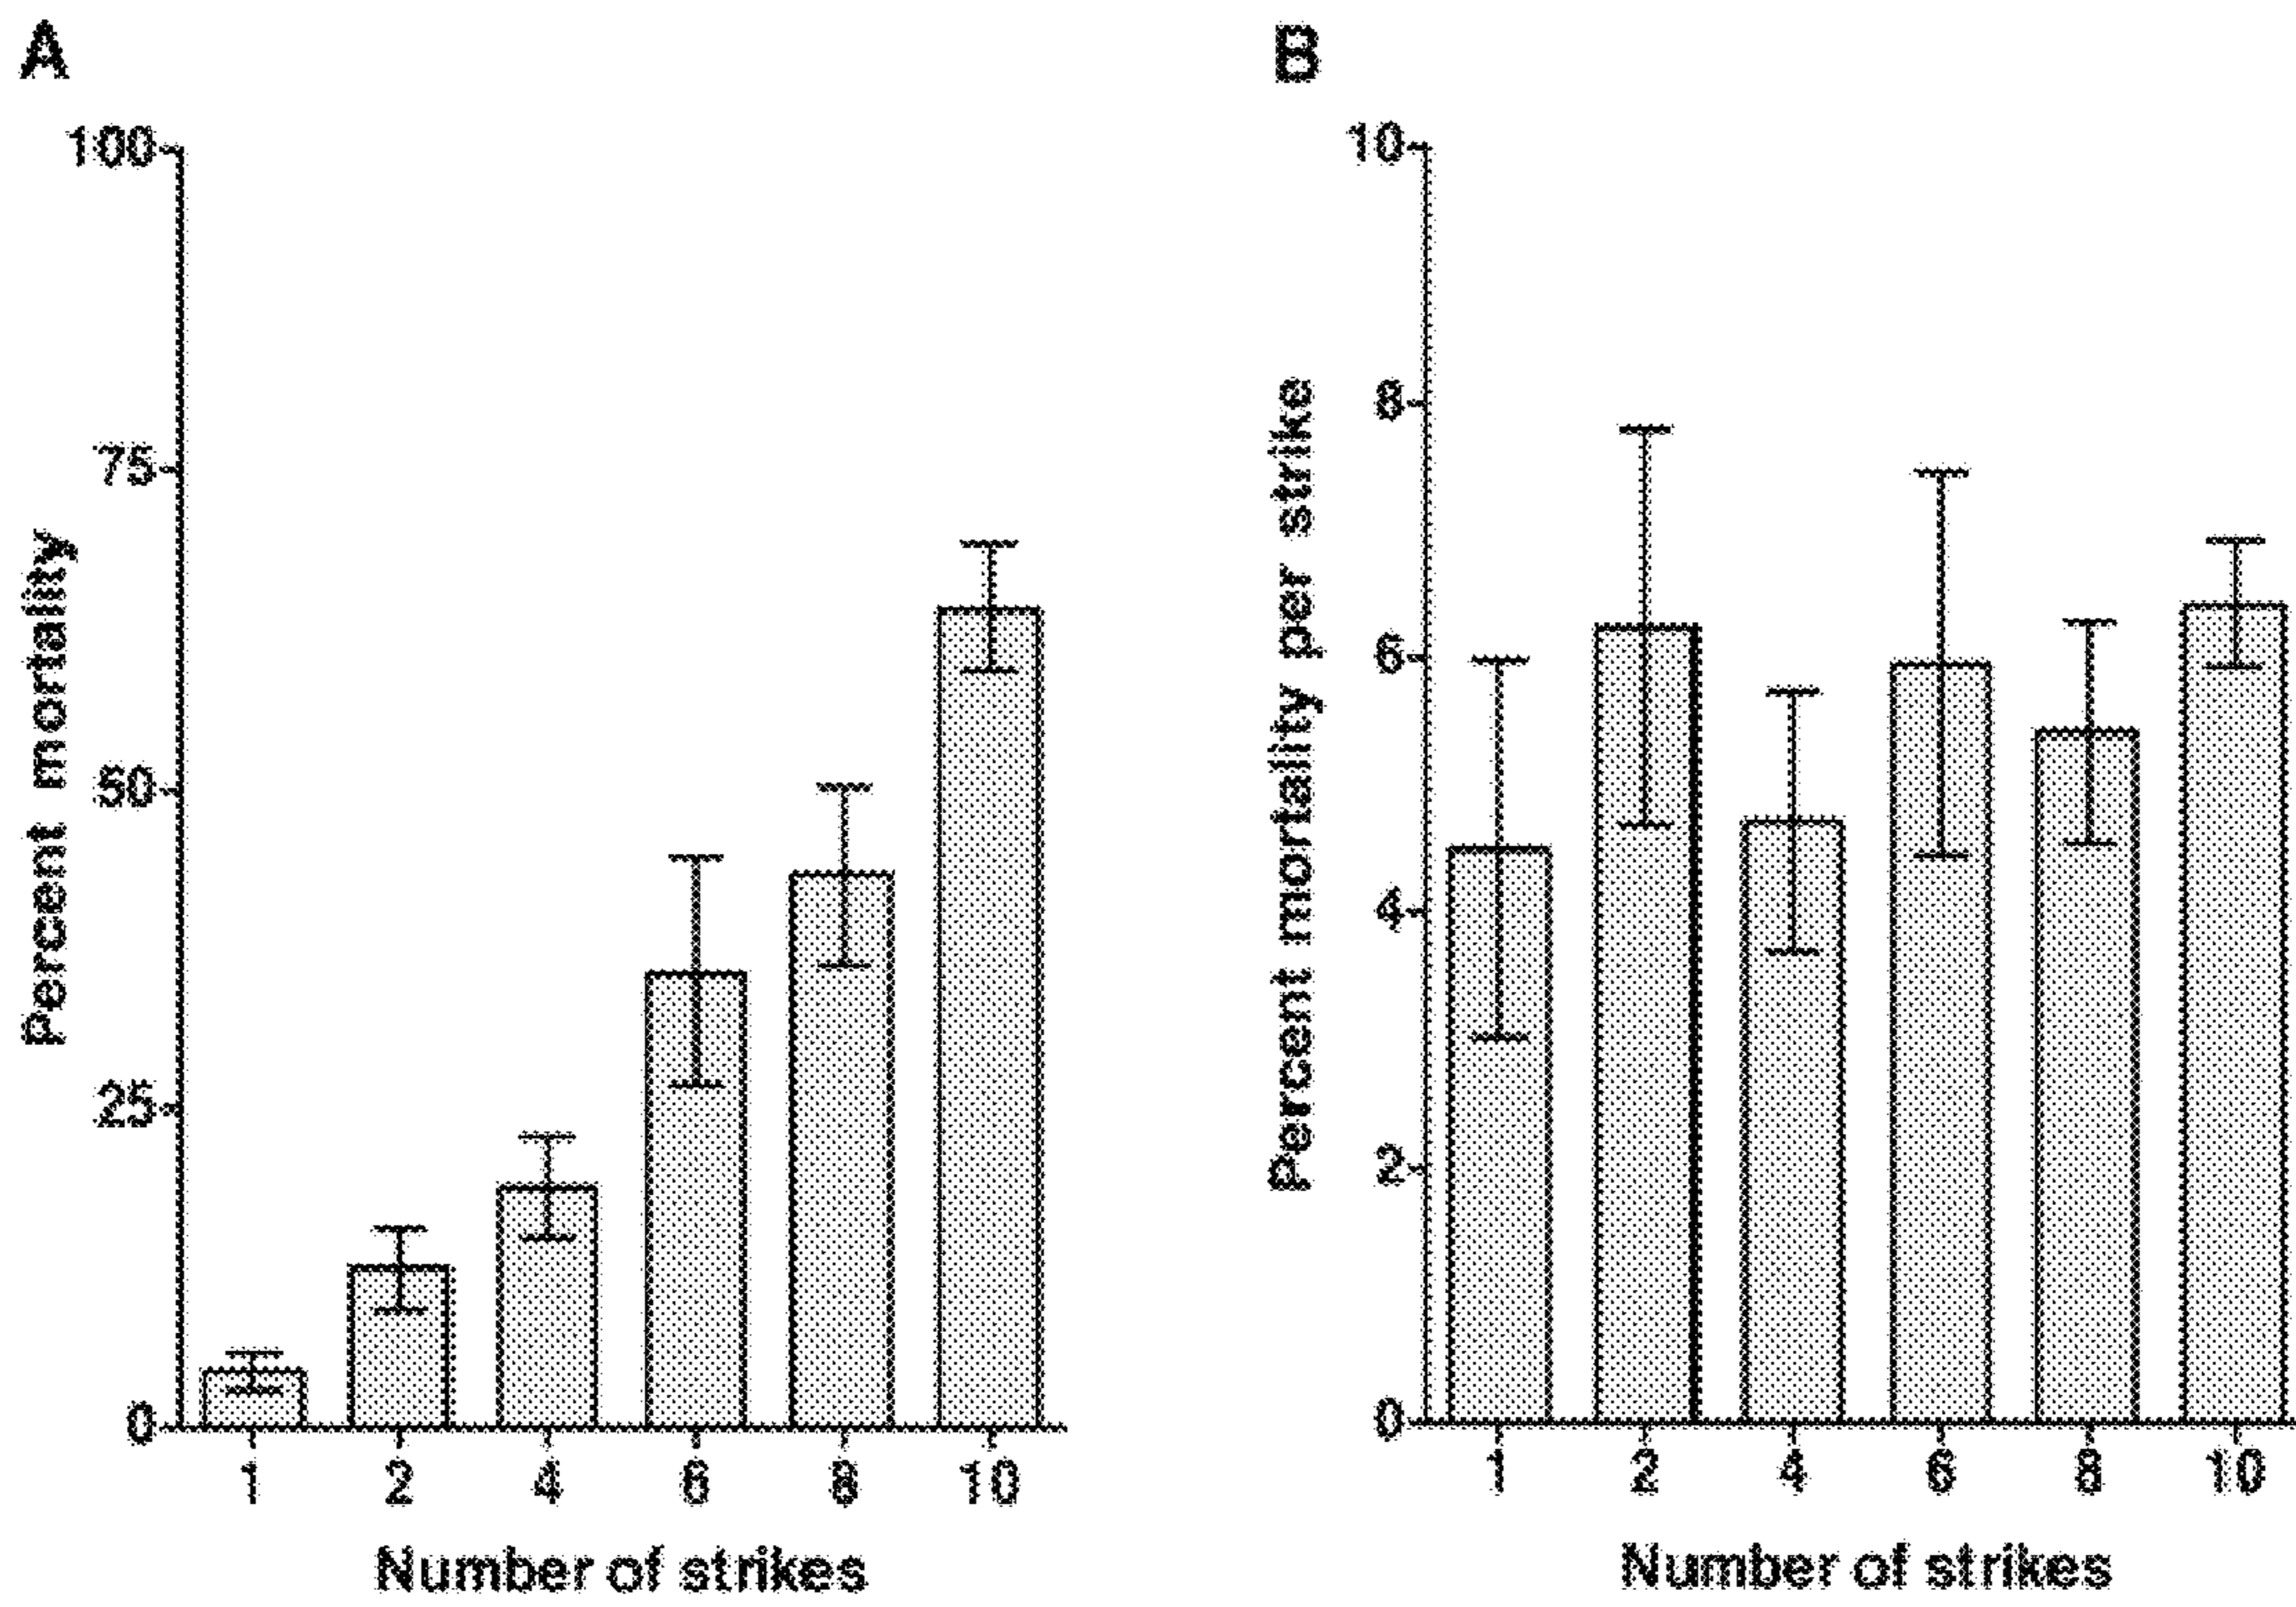 A
100
75
50
25
0
Percent mortality
1 2 4 6 8 10
Number of strikes
B
10
8
6
4
2
0
Percent mortality per strike
1 2 4 6 8 10
Number of strikes